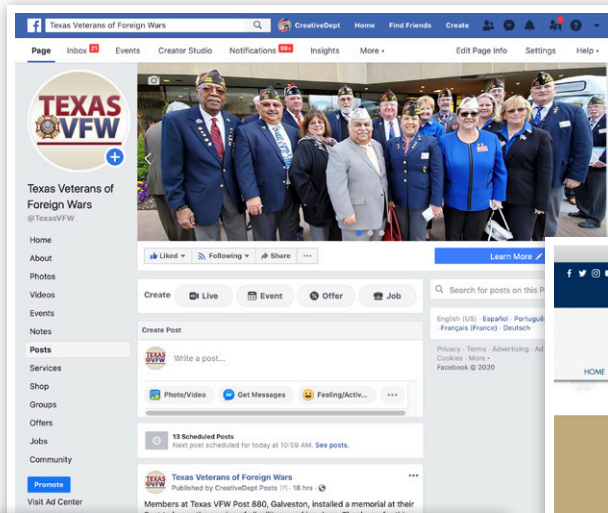 Texas Veterans of Foreign Wars
CreativeDept Home Find Friends Create
Page Inbox 21 Events Creator Studio Notifications 99+ Insights More Edit Page Info Settings Help
TEXAS
VFW
Texas Veterans of
Foreign Wars
@TexasVFW
Home
About
Photos
Videos
Events
Notes
Posts
Services
Shop
Groups
Offers
Jobs
Community
Promote
Visit Ad Center
Liked Following Share
Learn More
Create Live Event Offer Job
Create Post
TEXAS
VFW
Write a post...
Photo/Video Get Messages Feeling/Activ...
13 Scheduled Posts
Next post scheduled for today at 10:59 AM. See posts.
TEXAS
VFW
Texas Veterans of Foreign Wars
Published by CreativeDept Posts [?] · 18 hrs ·
Members at Texas VFW Post 880, Galveston, installed a memorial at their
Search for posts on this P
English (US) · Español · Portuguê
· Français (France) · Deutsch
Privacy · Terms · Advertising · Ad
Cookies · More
Facebook © 2020
HOME